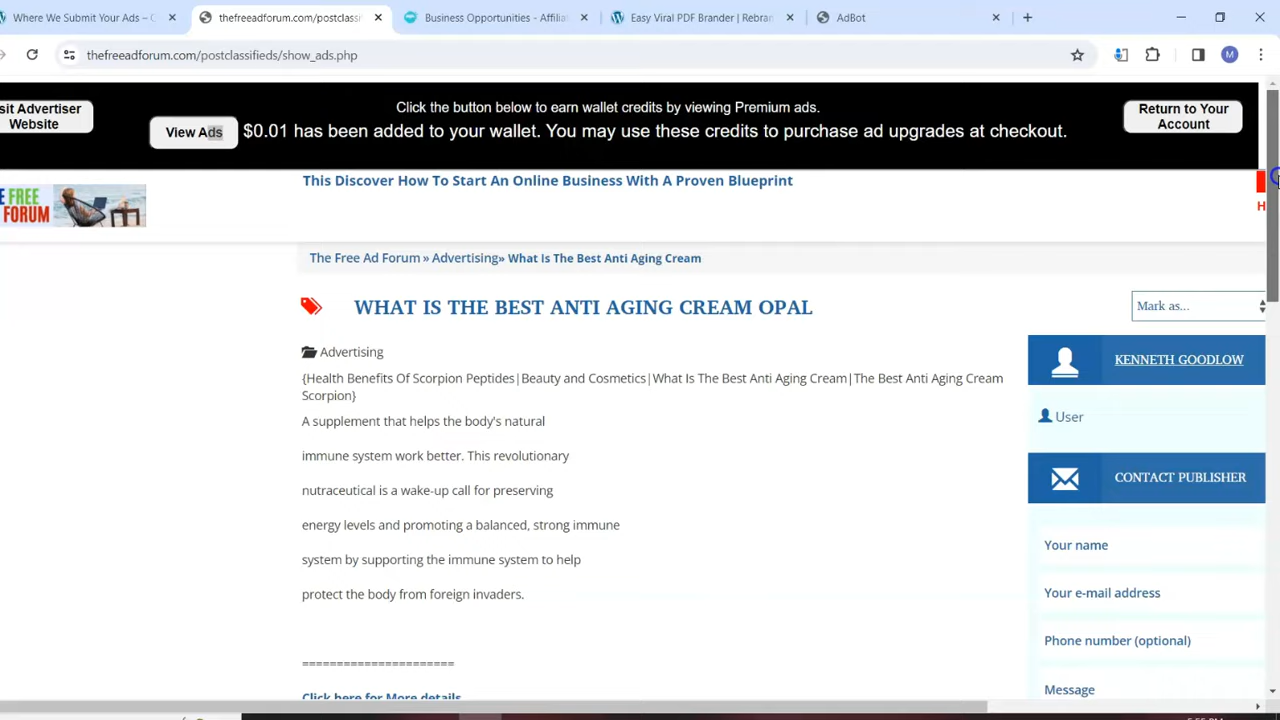 Where We Submit Your Ads – C
thefreeadforum.com/postclassi
Business Opportunities - Affilia
Easy Viral PDF Brander | Rebran
AdBot
thefreeadforum.com/postclassifieds/show_ads.php
M
sit Advertiser
Website
View Ads
Click the button below to earn wallet credits by viewing Premium ads.
$0.01 has been added to your wallet. You may use these credits to purchase ad upgrades at checkout.
Return to Your
Account
This Discover How To Start An Online Business With A Proven Blueprint
E FREE
FORUM
H
The Free Ad Forum » Advertising» What Is The Best Anti Aging Cream
WHAT IS THE BEST ANTI AGING CREAM OPAL
Mark as...
Advertising
{Health Benefits Of Scorpion Peptides|Beauty and Cosmetics|What Is The Best Anti Aging Cream|The Best Anti Aging Cream
Scorpion}
A supplement that helps the body's natural
immune system work better. This revolutionary
nutraceutical is a wake-up call for preserving
energy levels and promoting a balanced, strong immune
system by supporting the immune system to help
protect the body from foreign invaders.
======================
Click here for More details
KENNETH GOODLOW
User
CONTACT PUBLISHER
Your name
Your e-mail address
Phone number (optional)
Message